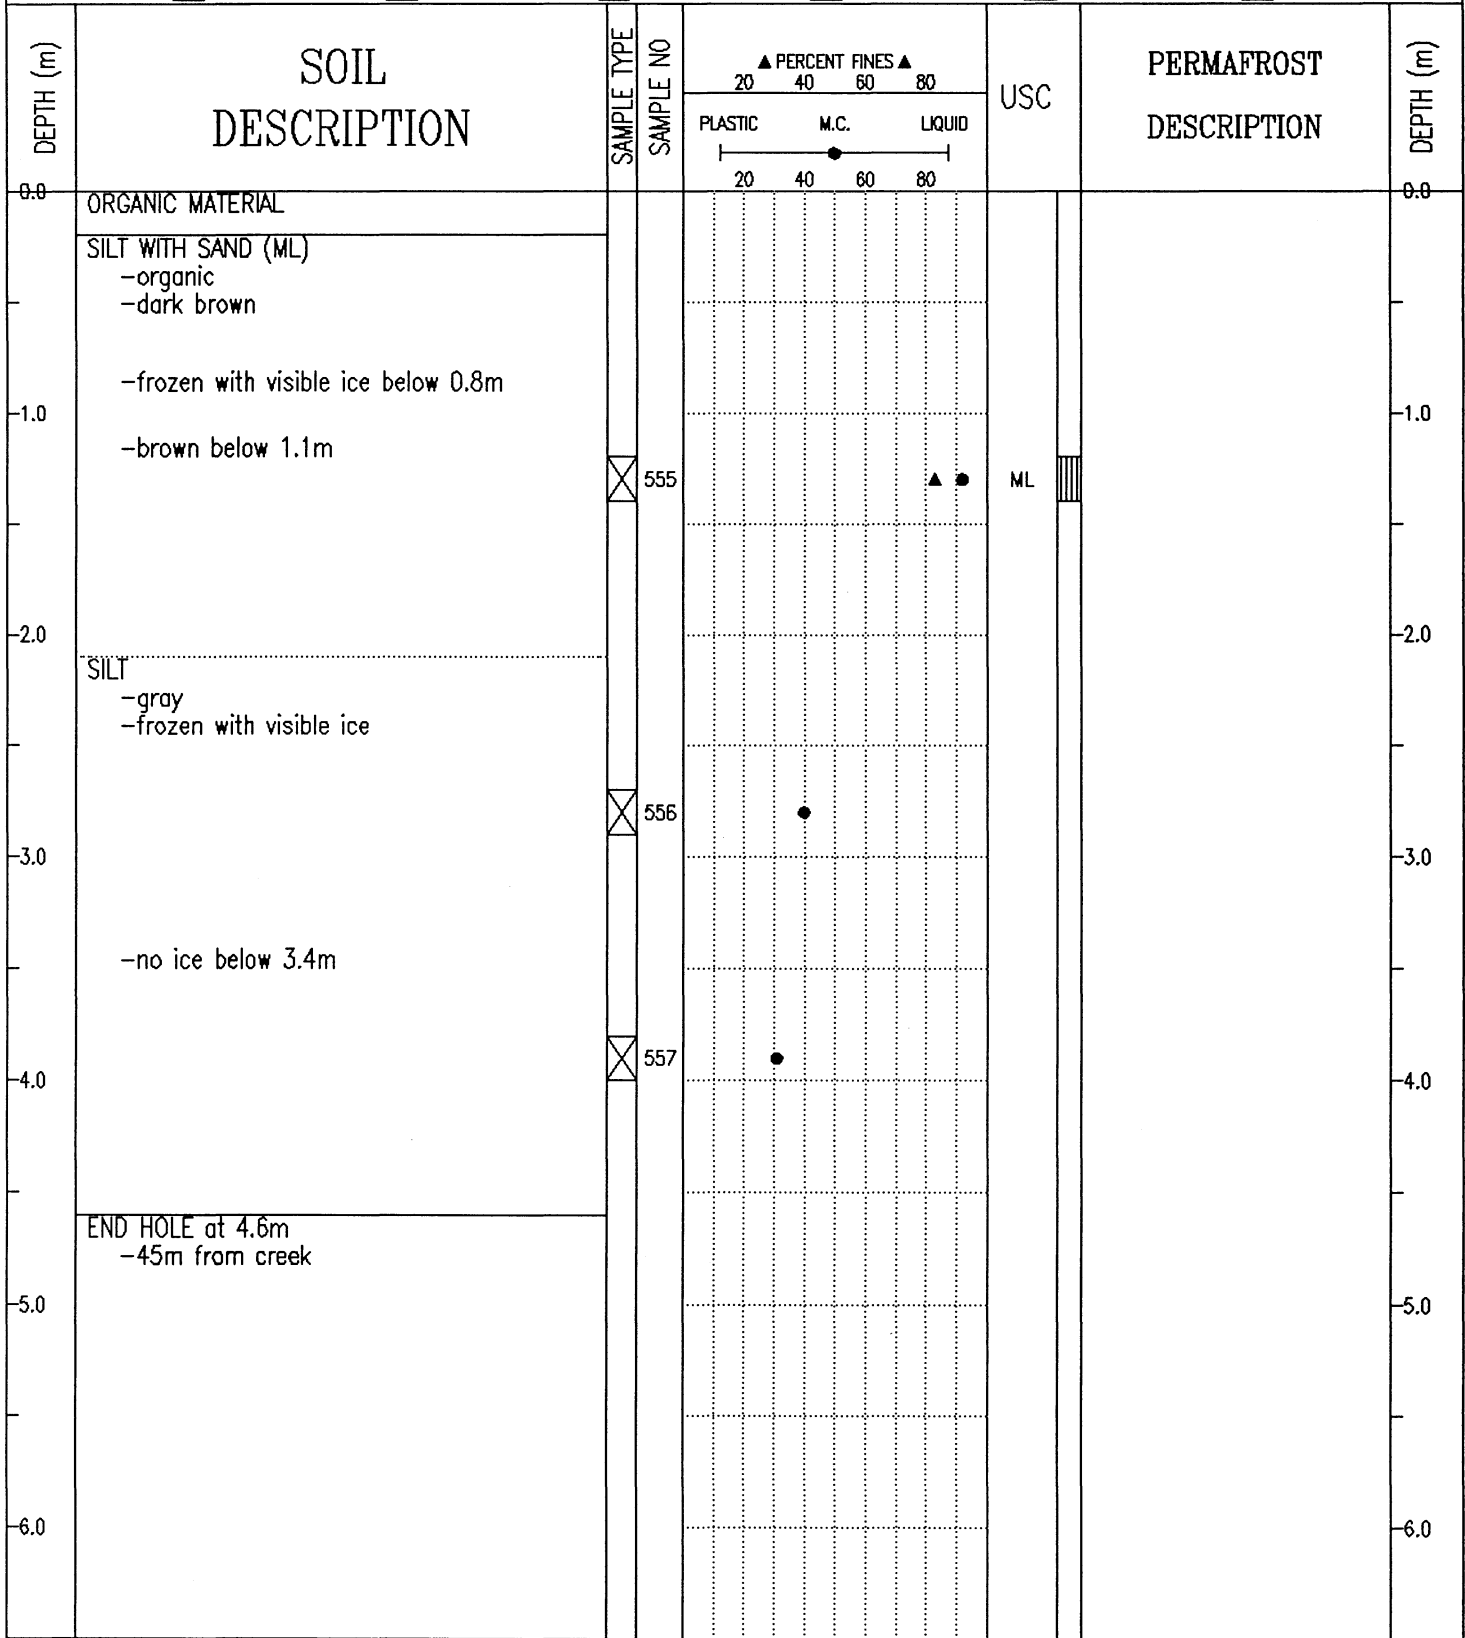 DEPTH (m)
SOIL
DESCRIPTION
SAMPLE TYPE
SAMPLE NO
▲ PERCENT FINES ▲
20 40 60 80
PLASTIC M.C. LIQUID
20 40 60 80
USC
PERMAFROST
DESCRIPTION
DEPTH (m)
0.0 0.0
ORGANIC MATERIAL
SILT WITH SAND (ML)
-organic
-dark brown
-frozen with visible ice below 0.8m
-1.0 -1.0
-brown below 1.1m
555 ML
-2.0 -2.0
SILT
-gray
-frozen with visible ice
556
-3.0 -3.0
-no ice below 3.4m
557
-4.0 -4.0
END HOLE at 4.6m
-45m from creek
-5.0 -5.0
-6.0 -6.0